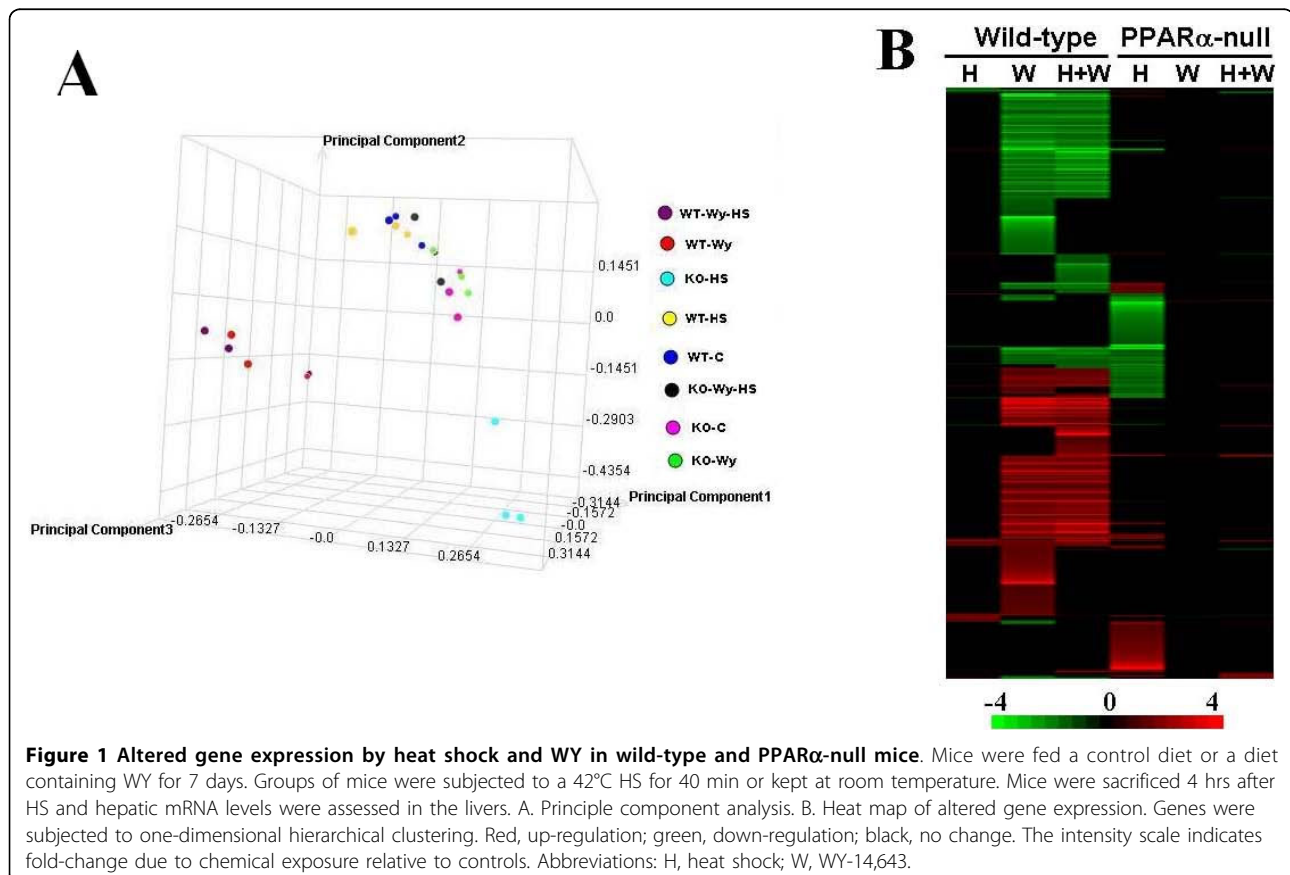 A
Principal Component2
0.1451
0.0
-0.1451
-0.2903
-0.4354
-0.3144
-0.1572
-0.0
0.1572
0.3144
Principal Component1
Principal Component3
-0.2654
-0.1327
-0.0
0.1327
0.2654
WT-Wy-HS
WT-Wy
KO-HS
WT-HS
WT-C
KO-Wy-HS
KO-C
KO-Wy
B
Wild-type PPARα-null
H W H+W H W H+W
-4 0 4
Figure 1 Altered gene expression by heat shock and WY in wild-type and PPARα-null mice. Mice were fed a control diet or a diet
containing WY for 7 days. Groups of mice were subjected to a 42°C HS for 40 min or kept at room temperature. Mice were sacrificed 4 hrs after
HS and hepatic mRNA levels were assessed in the livers. A. Principle component analysis. B. Heat map of altered gene expression. Genes were
subjected to one-dimensional hierarchical clustering. Red, up-regulation; green, down-regulation; black, no change. The intensity scale indicates
fold-change due to chemical exposure relative to controls. Abbreviations: H, heat shock; W, WY-14,643.